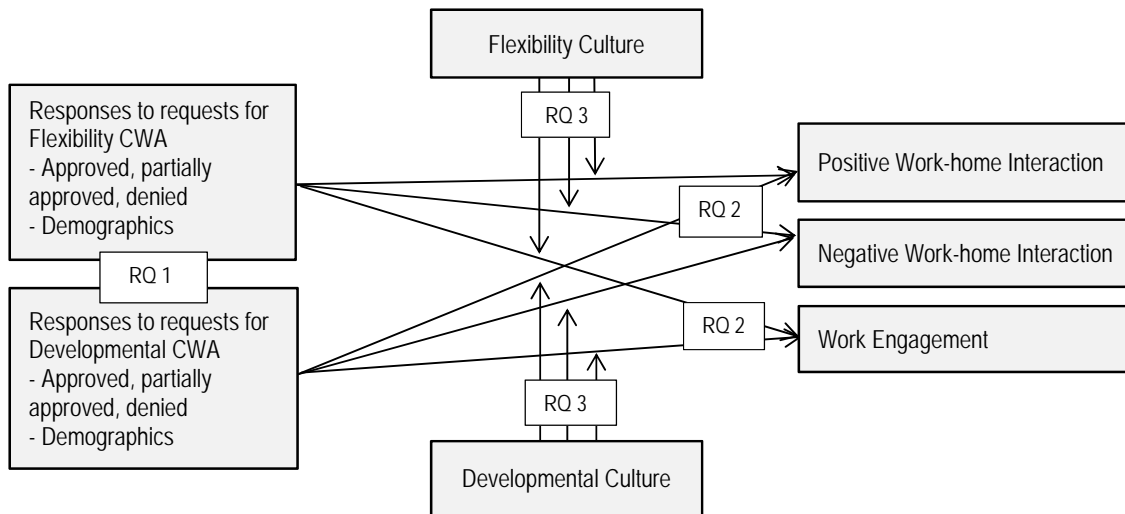 Flexibility Culture
RQ 3
Responses to requests for
Flexibility CWA
- Approved, partially
approved, denied
- Demographics
RQ 1
Responses to requests for
Developmental CWA
- Approved, partially
approved, denied
- Demographics
RQ 2
RQ 2
Positive Work-home Interaction
Negative Work-home Interaction
Work Engagement
RQ 3
Developmental Culture